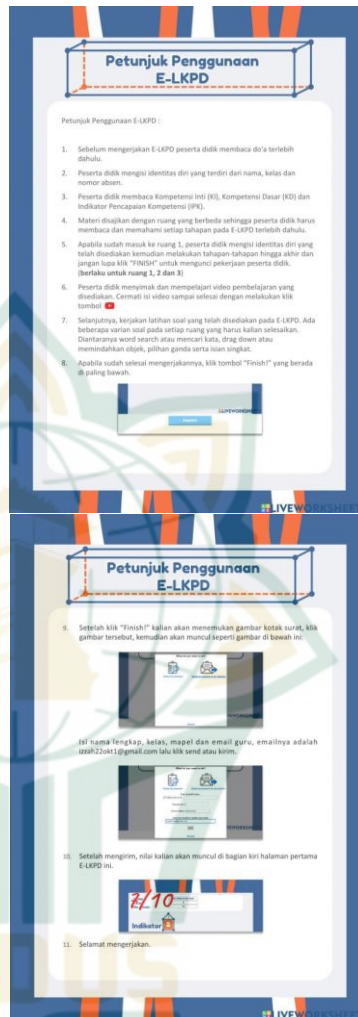 Petunjuk Penggunaan
E-LKPD
Petunjuk Penggunaan E-LKPD :
1. Sebelum mengerjakan E-LKPD peserta didik membaca do'a terlebih
dahulu.
2. Peserta didik mengisi identitas diri yang terdiri dari nama, kelas dan
nomor absen.
3. Peserta didik membaca Kompetensi Inti (KI), Kompetensi Dasar (KD) dan
Indikator Pencapaian Kompetensi (IPK).
4. Materi disajikan dengan ruang yang berbeda sehingga peserta didik harus
membaca dan memahami setiap tahapan pada E-LKPD terlebih dahulu.
5. Apabila sudah masuk ke ruang 1, peserta didik mengisi identitas diri yang
telah disediakan kemudian melakukan tahapan-tahapan hingga akhir dan
jangan lupa klik "FINISH" untuk mengunci pekerjaan peserta didik.
(berlaku untuk ruang 1, 2 dan 3)
6. Peserta didik menyimak dan mempelajari video pembelajaran yang
disediakan. Cermati isi video sampai selesai dengan melakukan klik
tombol
7. Selanjutnya, kerjakan latihan soal yang telah disediakan pada E-LKPD. Ada
beberapa varian soal pada setiap ruang yang harus kalian selesaikan.
Diantaranya word search atau mencari kata, drag down atau
memindahkan objek, pilihan ganda serta isian singkat.
8. Apabila sudah selesai mengerjakannya, klik tombol "Finish!" yang berada
di paling bawah.
LIVEWORKSHEETS
LIVEWORKSHEET
Petunjuk Penggunaan
E-LKPD
9. Setelah klik "Finish!" kalian akan menemukan gambar kotak surat, klik
gambar tersebut, kemudian akan muncul seperti gambar di bawah ini:
Isi nama lengkap, kelas, mapel dan email guru, emailnya adalah
izzah22okt1@gmail.com lalu klik send atau kirim.
10. Setelah mengirim, nilai kalian akan muncul di bagian kiri halaman pertama
E-LKPD ini.
Indikator
11. Selamat mengerjakan.
LIVEWORKSHEET